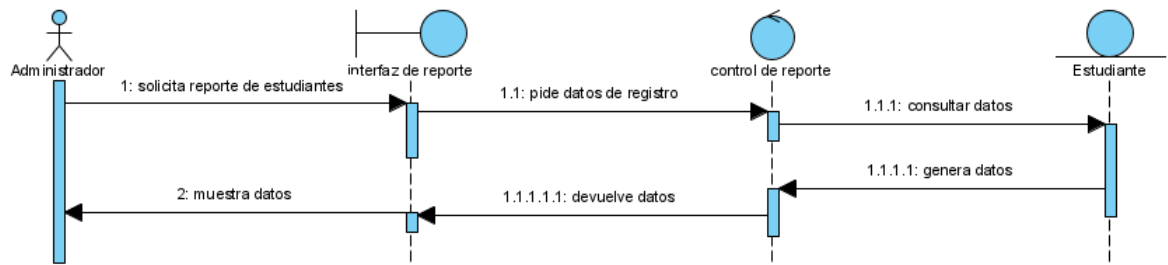 Administrador
interfaz de reporte
control de reporte
Estudiante
1: solicita reporte de estudiantes
1.1: pide datos de registro
1.1.1: consultar datos
1.1.1.1: genera datos
1.1.1.1.1: devuelve datos
2: muestra datos